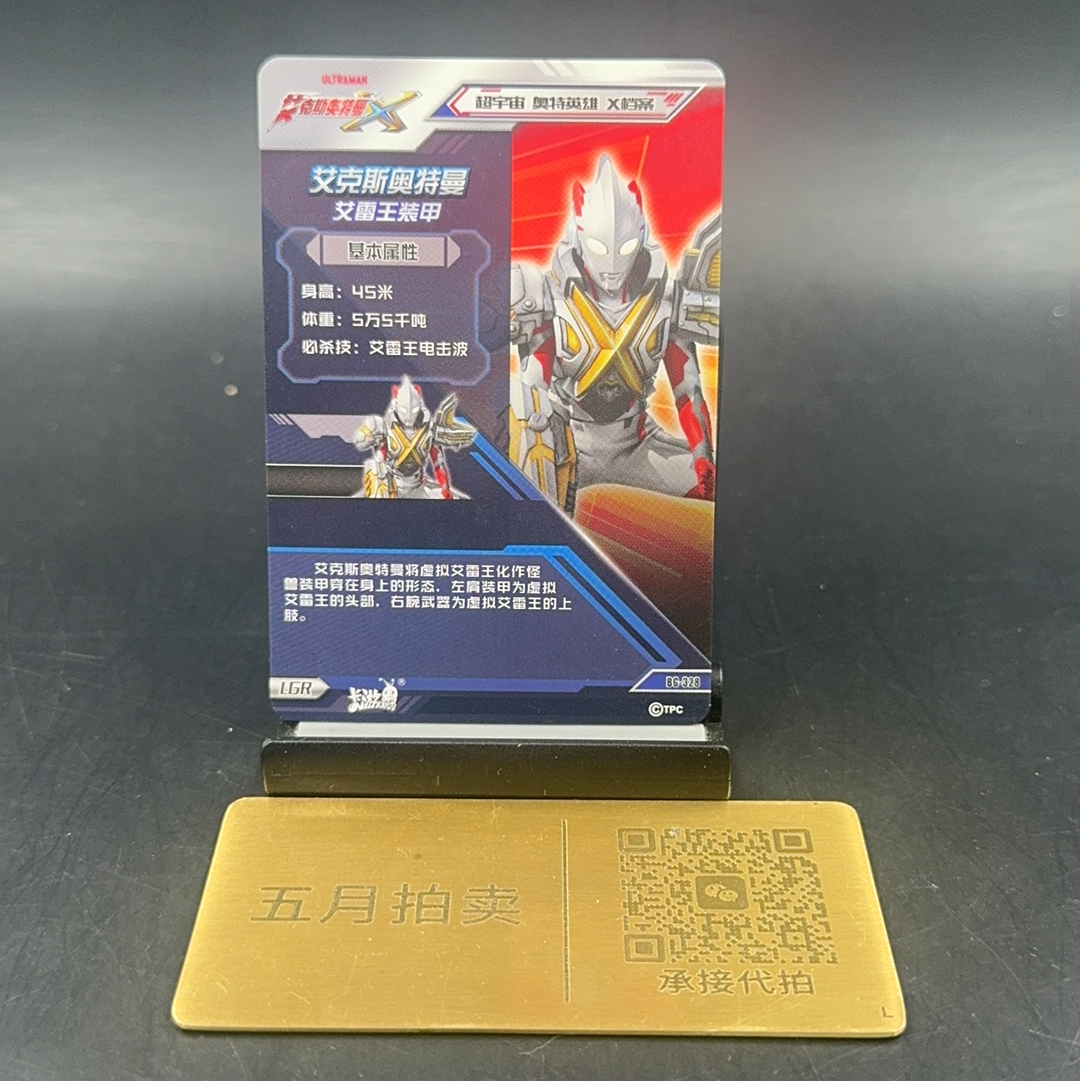 ULTRAMAN
艾克斯奥特曼X
超宇宙 奥特英雄 X档案
艾克斯奥特曼
艾雷王装甲
基本属性
身高：45米
体重：5万5千吨
必杀技：艾雷王电击波
艾克斯奥特曼将虚拟艾雷王化作怪
兽装甲穿在身上的形态，左肩装甲为虚拟
艾雷王的头部，右腕武器为虚拟艾雷王的上
肢。
LGR
卡游®
BG-328
©TPC
五月拍卖
承接代拍
L